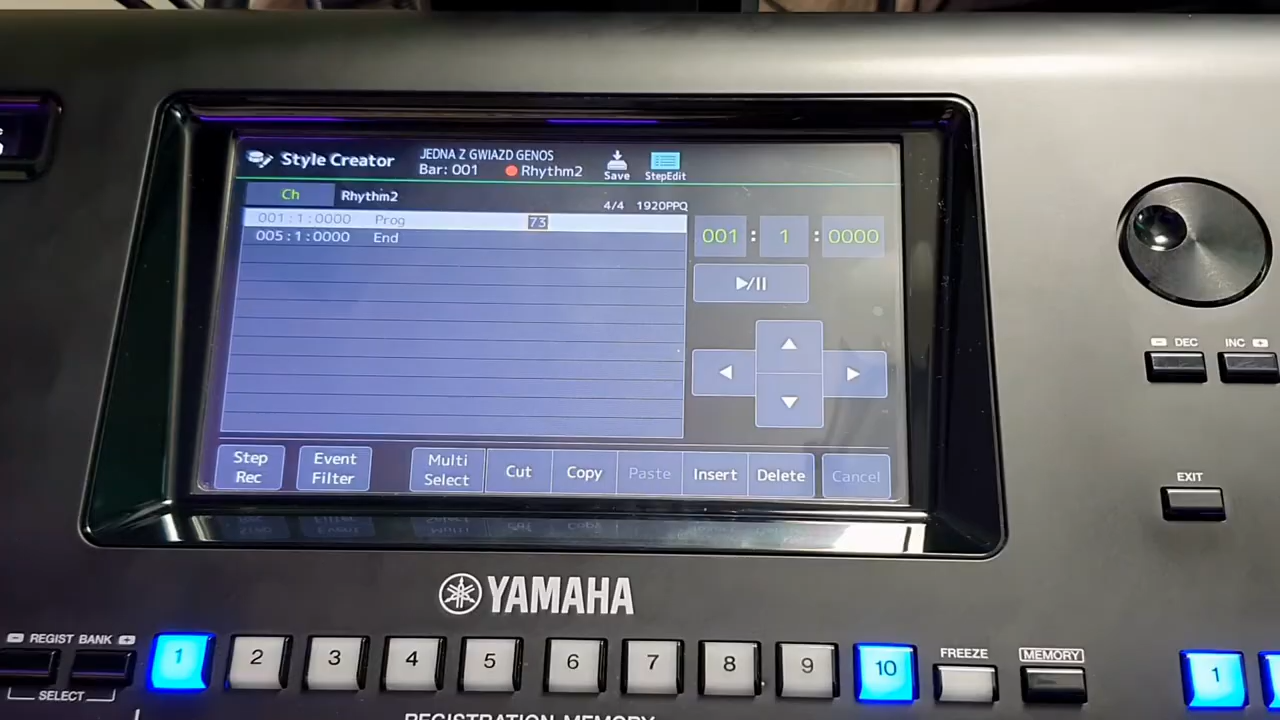 Style Creator
JEDNA Z GWIAZD GENOS
Bar: 001 Rhythm2
Save
StepEdit
Ch Rhythm2
4/4 1920PPQ
001:1:0000 Prog 73
005:1:0000 End
001 : 1 : 0000
Step Rec
Event Filter
Multi Select
Cut
Copy
Paste
Insert
Delete
Cancel
DEC INC
EXIT
YAMAHA
REGIST BANK
SELECT
1 2 3 4 5 6 7 8 9 10
FREEZE
MEMORY
1
REGISTRATION MEMORY